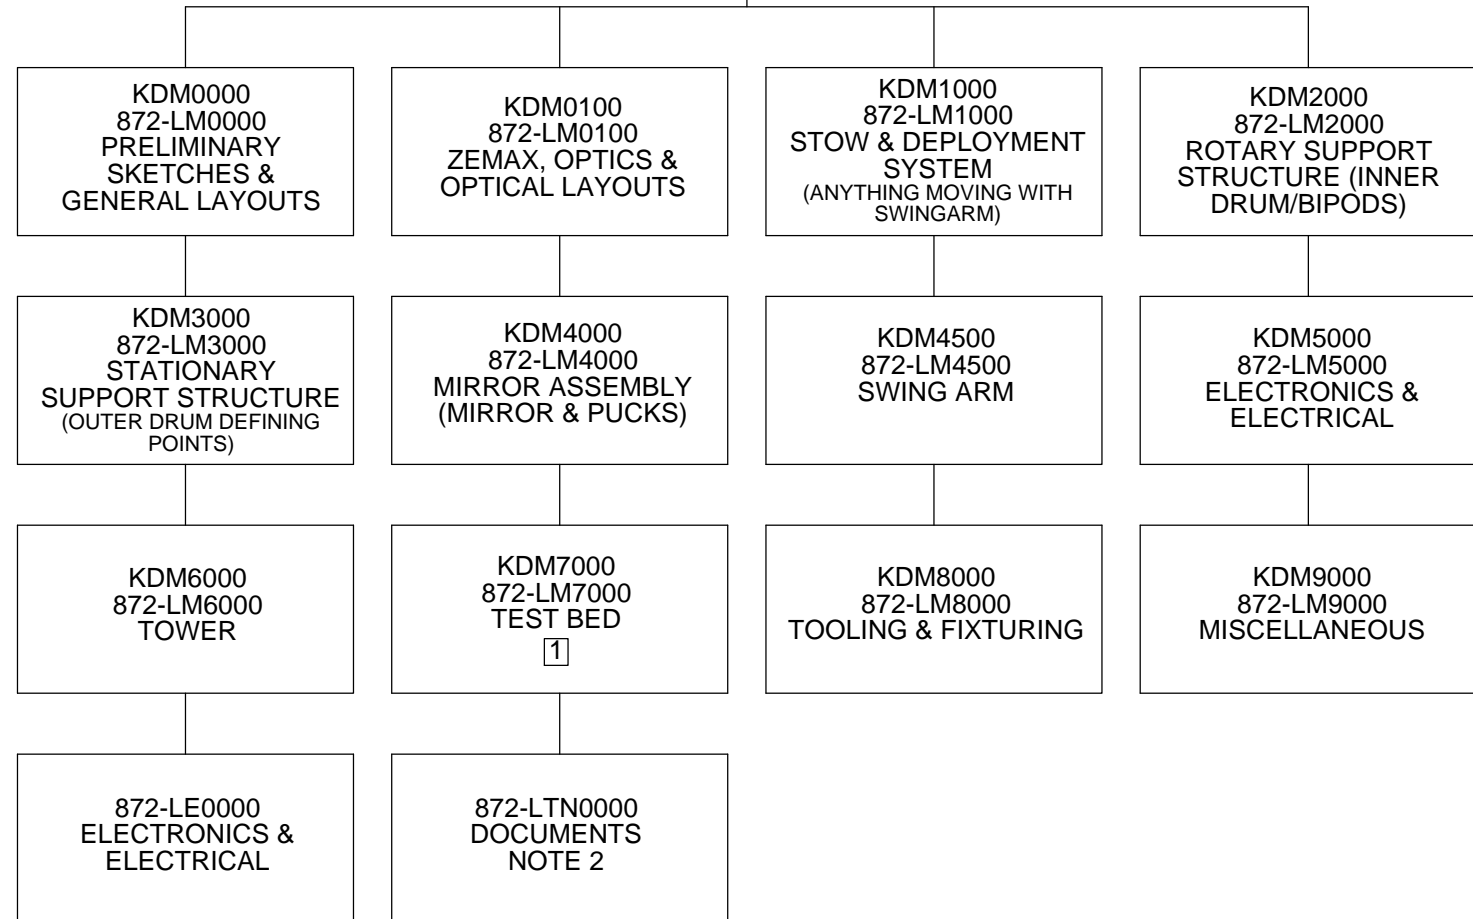 KDM0000
872-LM0000
PRELIMINARY
SKETCHES &
GENERAL LAYOUTS
KDM0100
872-LM0100
ZEMAX, OPTICS &
OPTICAL LAYOUTS
KDM1000
872-LM1000
STOW & DEPLOYMENT
SYSTEM
(ANYTHING MOVING WITH
SWINGARM)
KDM2000
872-LM2000
ROTARY SUPPORT
STRUCTURE (INNER
DRUM/BIPODS)
KDM3000
872-LM3000
STATIONARY
SUPPORT STRUCTURE
(OUTER DRUM DEFINING
POINTS)
KDM4000
872-LM4000
MIRROR ASSEMBLY
(MIRROR & PUCKS)
KDM4500
872-LM4500
SWING ARM
KDM5000
872-LM5000
ELECTRONICS &
ELECTRICAL
KDM6000
872-LM6000
TOWER
KDM7000
872-LM7000
TEST BED
1
KDM8000
872-LM8000
TOOLING & FIXTURING
KDM9000
872-LM9000
MISCELLANEOUS
872-LE0000
ELECTRONICS &
ELECTRICAL
872-LTN0000
DOCUMENTS
NOTE 2